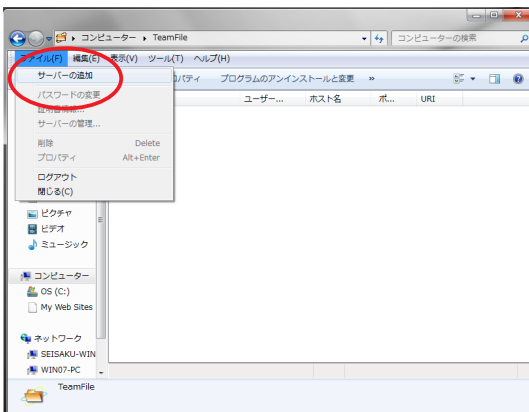 コンピューター ▸ TeamFile
コンピューターの検索
ファイル(F) 編集(E) 表示(V) ツール(T) ヘルプ(H)
サーバーの追加
プログラムのアンインストールと変更 »
パスワードの変更
ユーザー... ホスト名 ポ... URI
証明書情報...
サーバーの管理...
削除 Delete
プロパティ Alt+Enter
ログアウト
閉じる(C)
ピクチャ
ビデオ
ミュージック
コンピューター
OS (C:)
My Web Sites
ネットワーク
SEISAKU-WIN
WIN07-PC
TeamFile